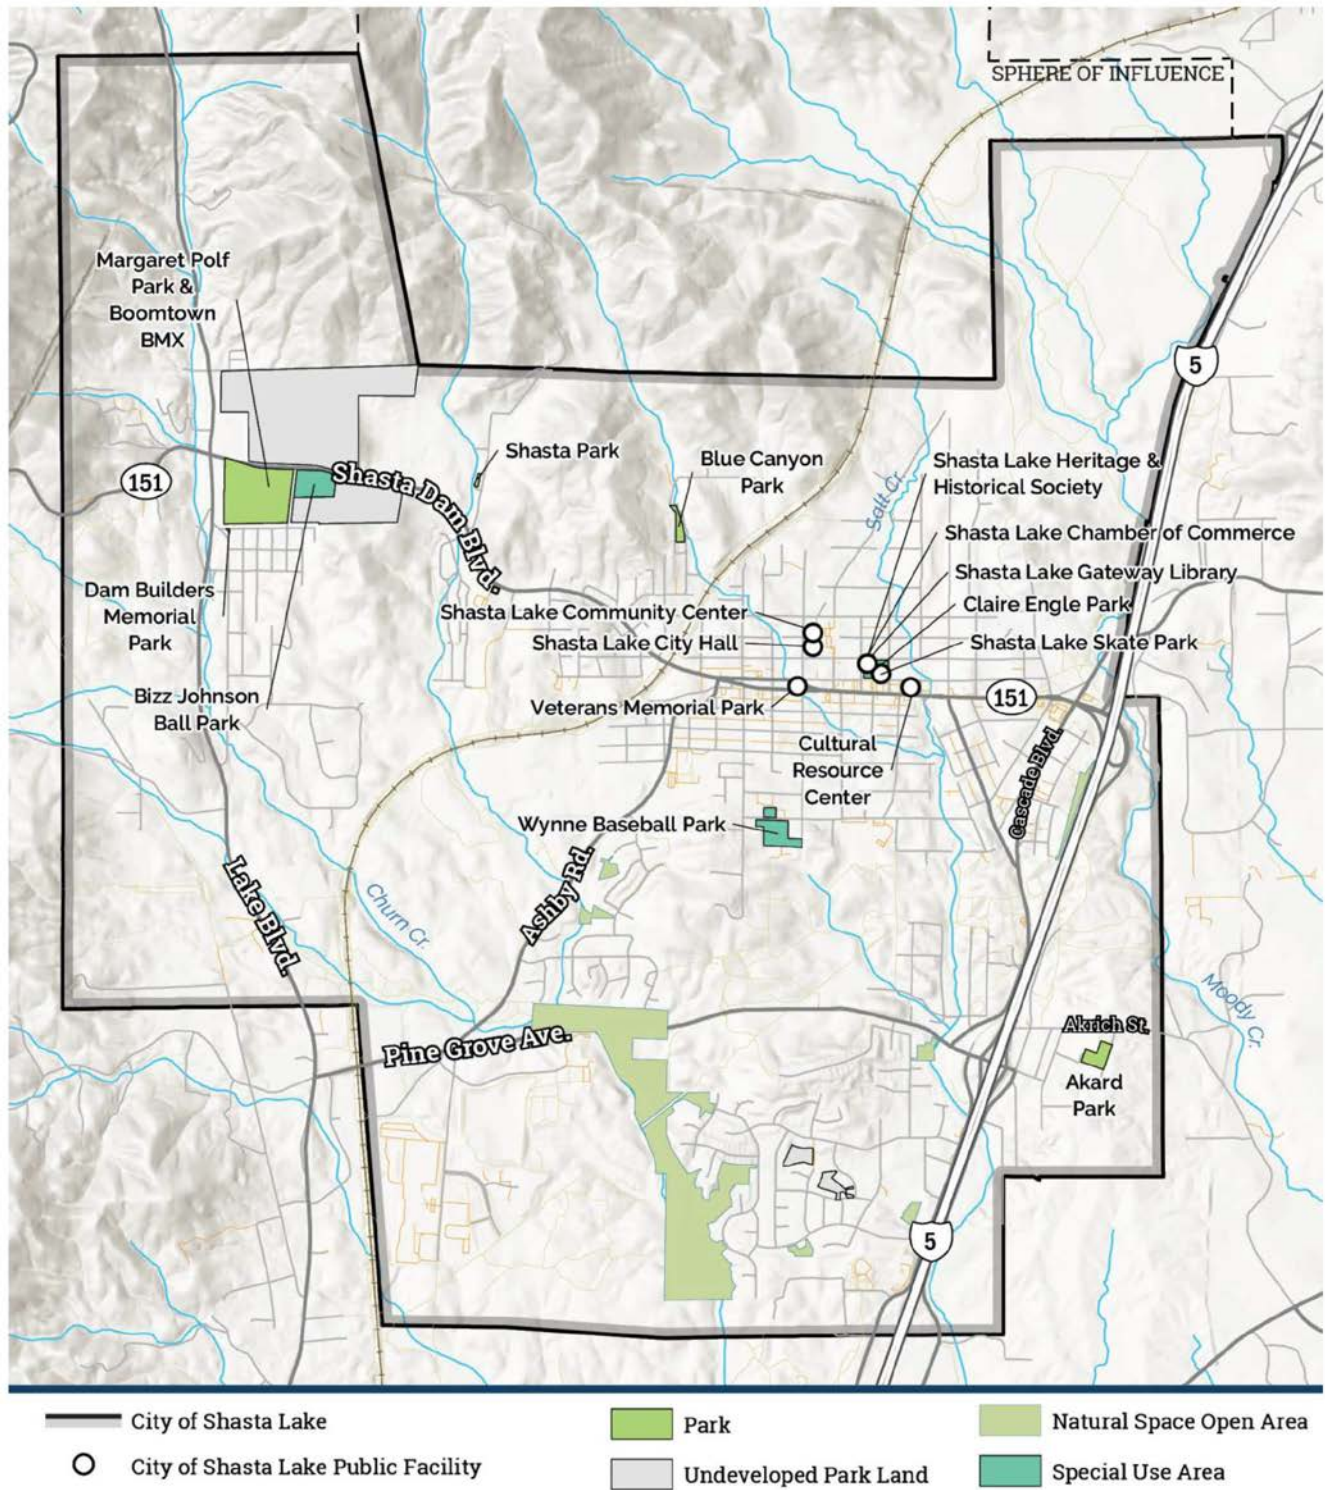 SPHERE OF INFLUENCE
Margaret Polf
Park &
Boomtown
BMX
5
151
Shasta Dam Blvd.
Shasta Park
Blue Canyon
Park
Salt Cr.
Shasta Lake Heritage &
Historical Society
Shasta Lake Chamber of Commerce
Shasta Lake Gateway Library
Claire Engle Park
Shasta Lake Skate Park
Dam Builders
Memorial
Park
Shasta Lake Community Center
Shasta Lake City Hall
Bizz Johnson
Ball Park
Veterans Memorial Park
151
Cultural
Resource
Center
Cascade Blvd.
Wynne Baseball Park
Ashby Rd.
Lake Blvd.
Churn Cr.
Moody Cr.
Pine Grove Ave.
Akrich St.
Akard
Park
5
City of Shasta Lake
City of Shasta Lake Public Facility
Park
Undeveloped Park Land
Natural Space Open Area
Special Use Area